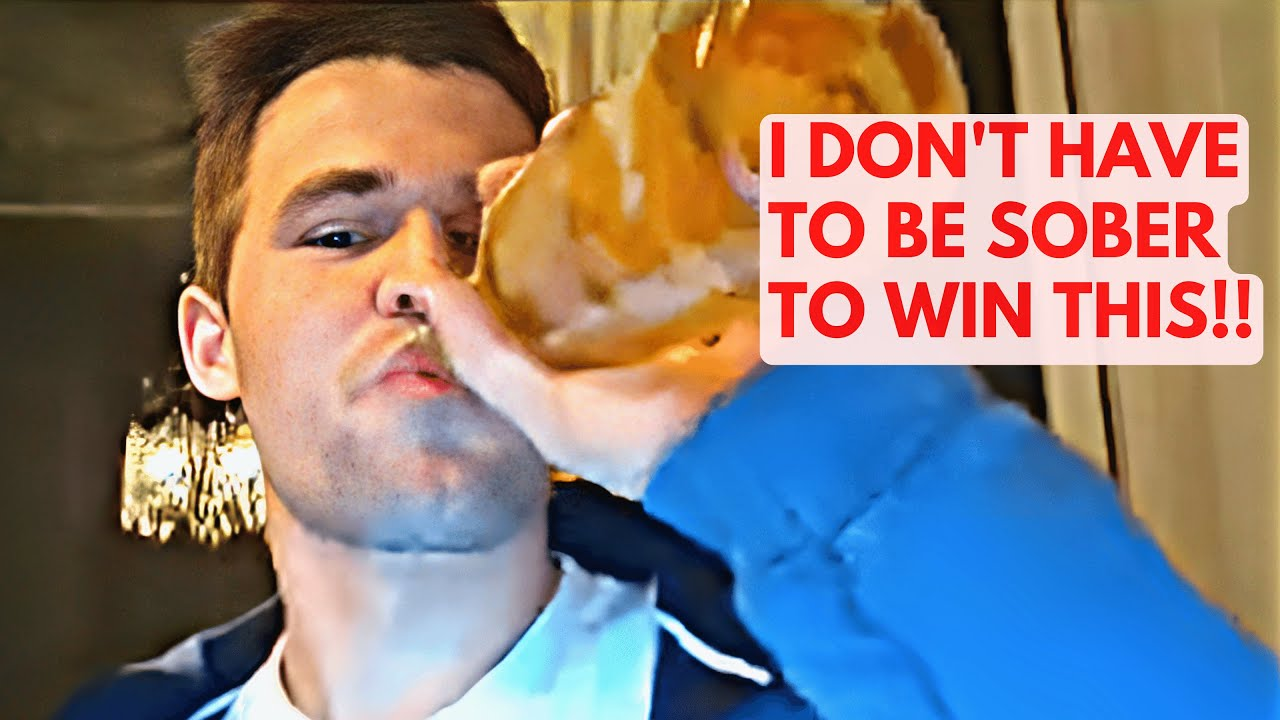 I DON'T HAVE
TO BE SOBER
TO WIN THIS!!